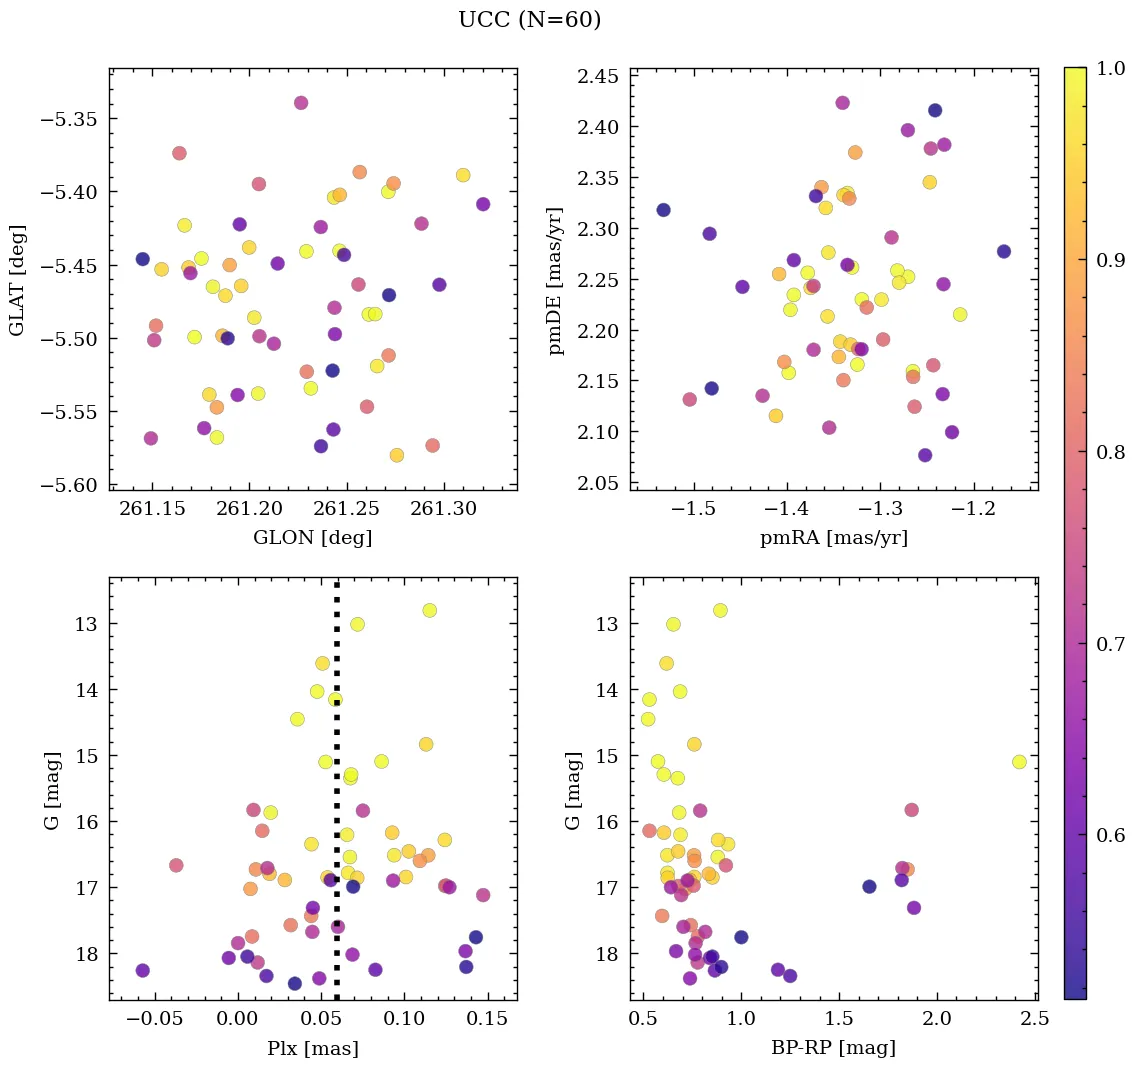 UCC (N=60)
−5.35
−5.40
−5.45
−5.50
−5.55
−5.60
GLAT [deg]
261.15 261.20 261.25 261.30
GLON [deg]
2.45
2.40
2.35
2.30
2.25
2.20
2.15
2.10
2.05
pmDE [mas/yr]
−1.5 −1.4 −1.3 −1.2
pmRA [mas/yr]
13
14
15
16
17
18
G [mag]
−0.05 0.00 0.05 0.10 0.15
Plx [mas]
13
14
15
16
17
18
G [mag]
0.5 1.0 1.5 2.0 2.5
BP-RP [mag]
1.0
0.9
0.8
0.7
0.6